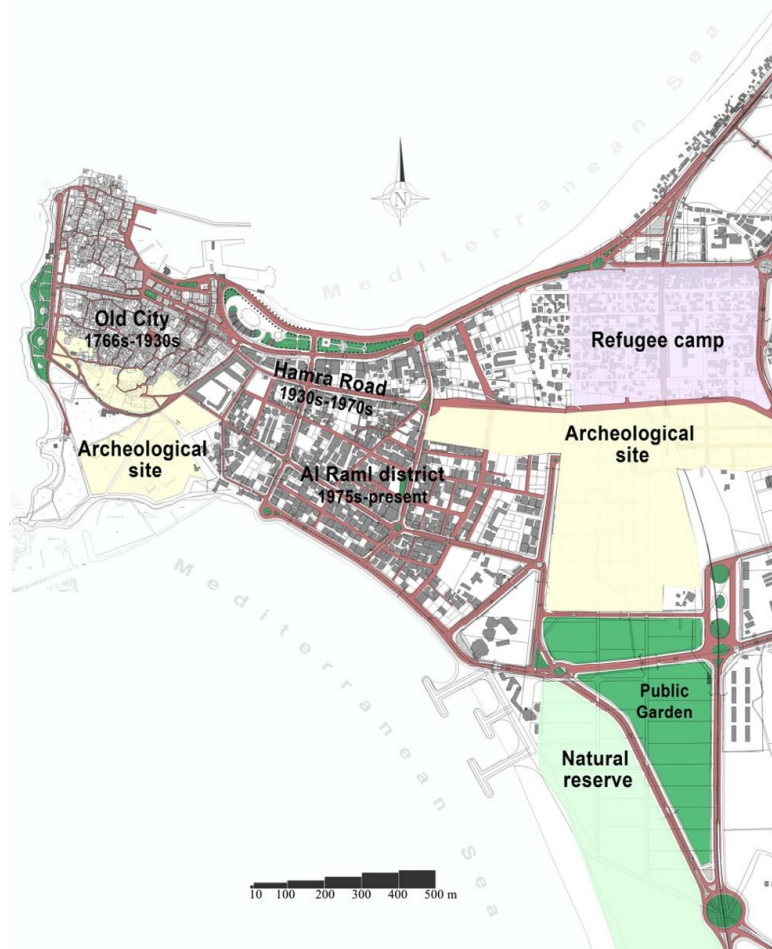 Mediterranean Sea
N
Old City
1766s-1930s
Refugee camp
Hamra Road
1930s-1970s
Archeological
site
Archeological
site
Al Raml district
1975s-present
Mediterranean Sea
Public
Garden
Natural
reserve
10 100 200 300 400 500 m